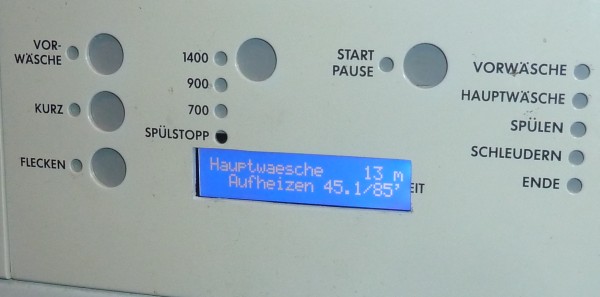 VOR-
WÄSCHE
KURZ
FLECKEN
1400
900
700
SPÜLSTOPP
START
PAUSE
VORWÄSCHE
HAUPTWÄSCHE
SPÜLEN
SCHLEUDERN
ENDE
Hauptwaesche 13 m
Aufheizen 45.1/85'
EIT